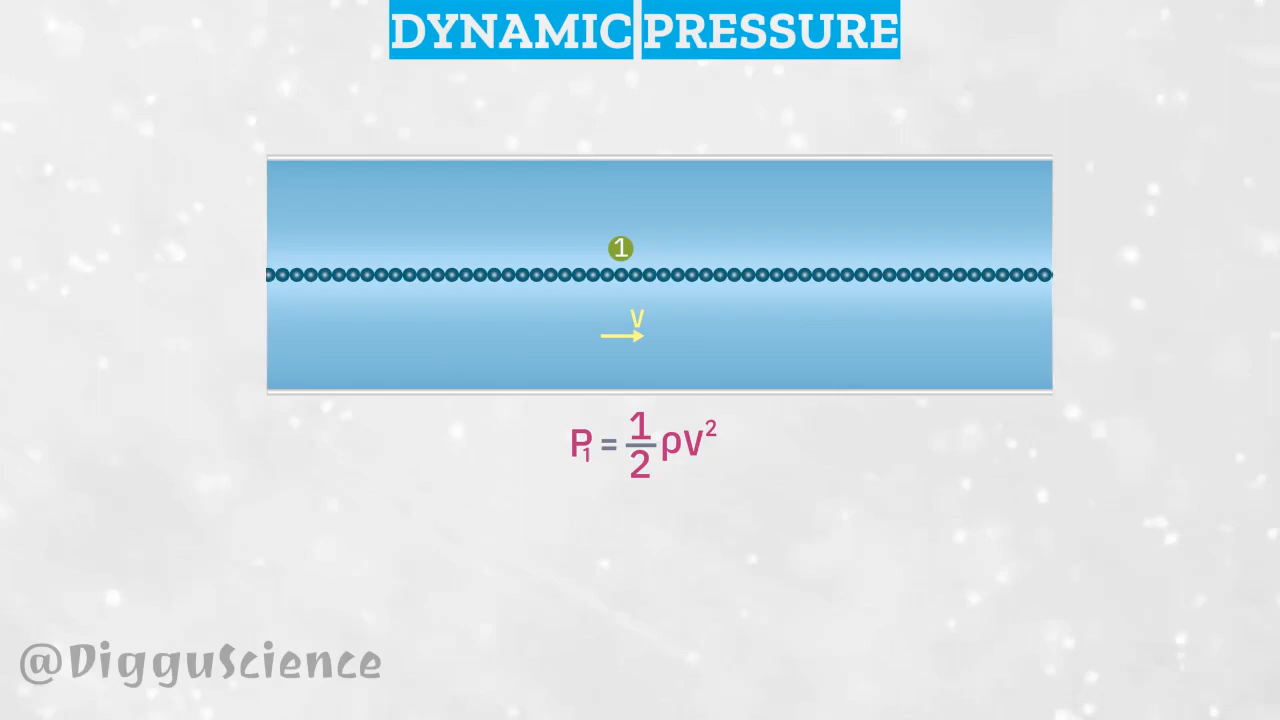 DYNAMIC PRESSURE
1
V
P₁ = 1/2 ρV²
@DigguScience